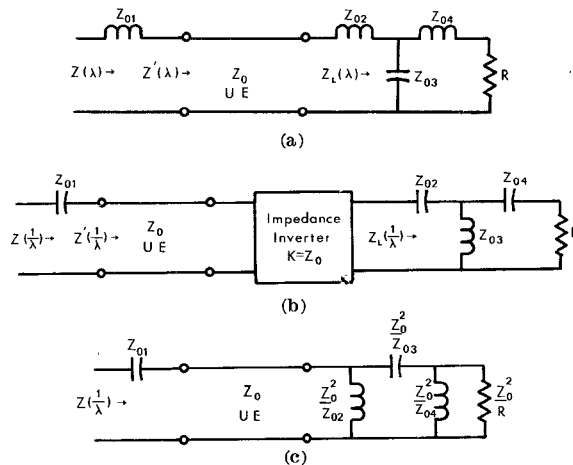 Z01 Z02 Z04
Z(λ)→ Z'(λ)→ Z0 ZL(λ)→ Z03 R
U E
(a)
Z01 Z02 Z04
Z(1/λ)→ Z'(1/λ)→ Z0 Impedance Inverter K=Z0 ZL(1/λ)→ Z03
U E
(b)
Z0²/Z03
Z01
Z(1/λ)→ Z0 Z0²/Z02 Z0²/Z04 Z0²/R
U E
(c)